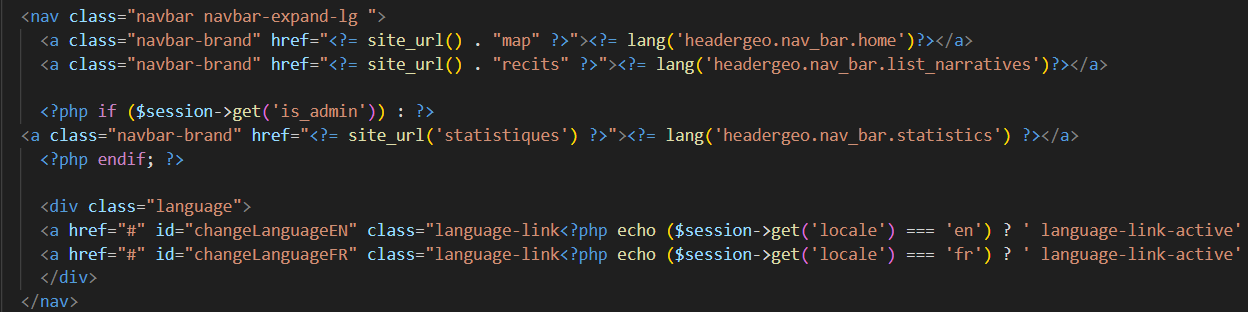 <nav class="navbar navbar-expand-lg ">
<a class="navbar-brand" href="<?= site_url() . "map" ?>"><?= lang('headergeo.nav_bar.home')?></a>
<a class="navbar-brand" href="<?= site_url() . "recits" ?>"><?= lang('headergeo.nav_bar.list_narratives')?></a>
<?php if ($session->get('is_admin')) : ?>
<a class="navbar-brand" href="<?= site_url('statistiques') ?>"><?= lang('headergeo.nav_bar.statistics') ?></a>
<?php endif; ?>
<div class="language">
<a href="#" id="changeLanguageEN" class="language-link<?php echo ($session->get('locale') === 'en') ? ' language-link-active'
<a href="#" id="changeLanguageFR" class="language-link<?php echo ($session->get('locale') === 'fr') ? ' language-link-active'
</div>
</nav>